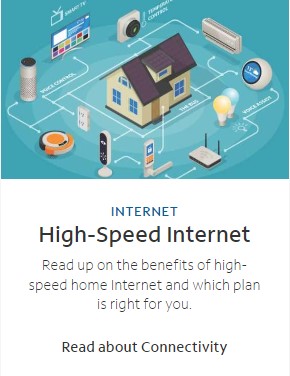 SMART TV
TEMPERATURE
CONTROL
VOICE CONTROL
VOICE ASSIST
INTERNET
High-Speed Internet
Read up on the benefits of high-
speed home Internet and which plan
is right for you.
Read about Connectivity